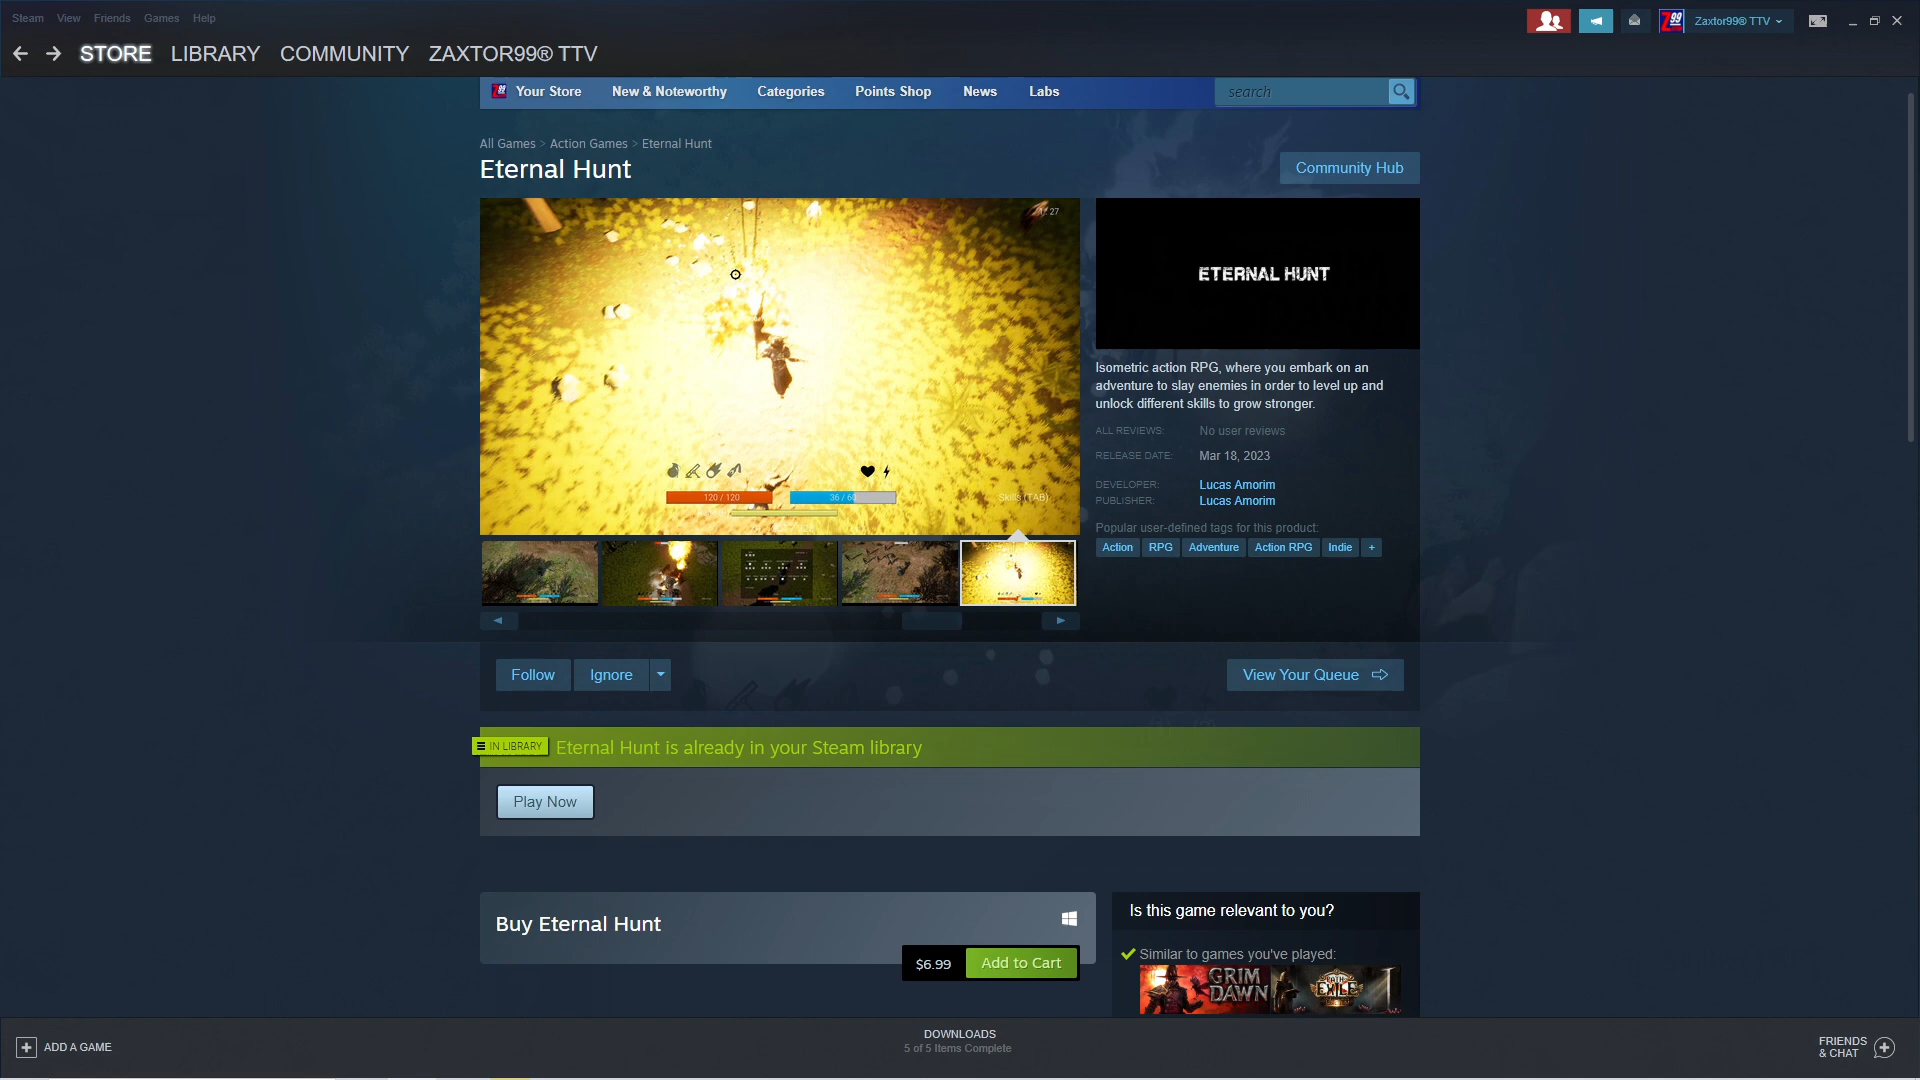 Steam View Friends Games Help
Zaxtor99® TTV
STORE LIBRARY COMMUNITY ZAXTOR99® TTV
Your Store New & Noteworthy Categories Points Shop News Labs search
All Games > Action Games > Eternal Hunt
Eternal Hunt
Community Hub
ETERNAL HUNT
120 / 120
36 / 60
Skills (TAB)
Isometric action RPG, where you embark on an
adventure to slay enemies in order to level up and
unlock different skills to grow stronger.
ALL REVIEWS: No user reviews
RELEASE DATE: Mar 18, 2023
DEVELOPER: Lucas Amorim
PUBLISHER: Lucas Amorim
Popular user-defined tags for this product:
Action RPG Adventure Action RPG Indie +
Follow Ignore View Your Queue
IN LIBRARY Eternal Hunt is already in your Steam library
Play Now
Buy Eternal Hunt
$6.99 Add to Cart
Is this game relevant to you?
Similar to games you've played:
GRIM
DAWN
PATH
EXILE
DOWNLOADS
5 of 5 Items Complete
ADD A GAME
FRIENDS
& CHAT